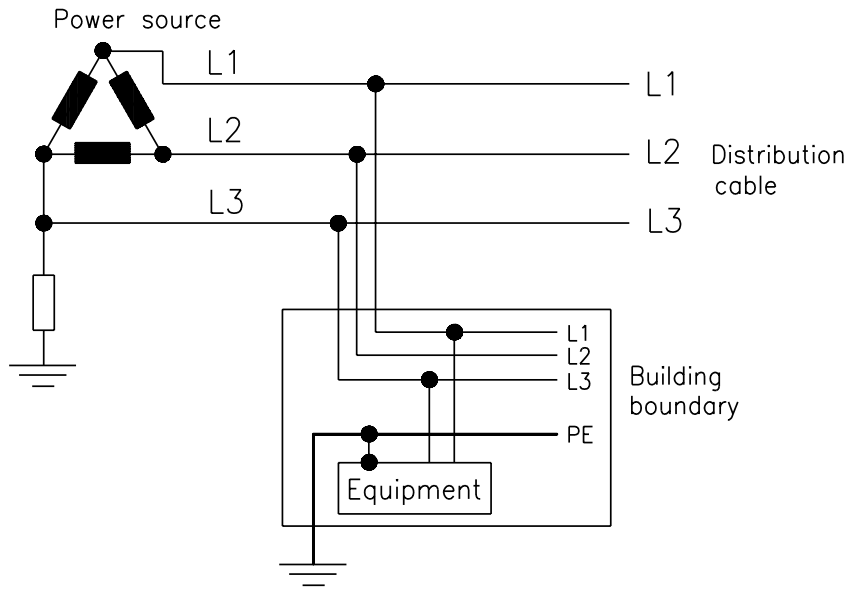 Power source
L1
L1
L2
L2
Distribution
cable
L3
L3
L1
L2
L3
Building
boundary
PE
Equipment